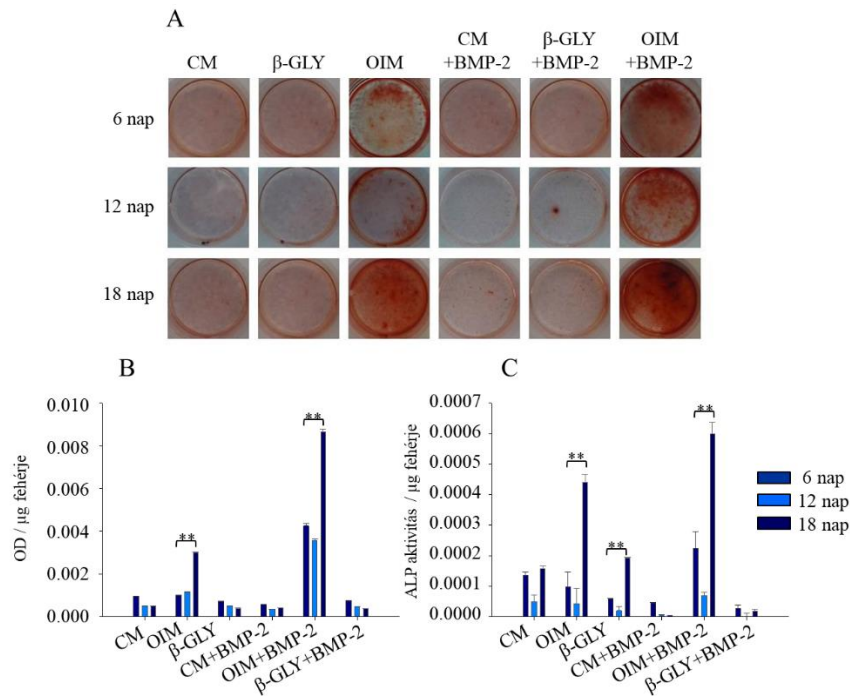 A
CM β-GLY OIM CM +BMP-2 β-GLY +BMP-2 OIM +BMP-2
6 nap
12 nap
18 nap
B
OD / µg fehérje
0.010
0.008
0.006
0.004
0.002
0.000
**
**
CM OIM β-GLY CM+BMP-2 OIM+BMP-2 β-GLY+BMP-2
C
ALP aktivitás / µg fehérje
0.0007
0.0006
0.0005
0.0004
0.0003
0.0002
0.0001
0.0000
**
**
**
CM OIM β-GLY CM+BMP-2 OIM+BMP-2 β-GLY+BMP-2
6 nap
12 nap
18 nap